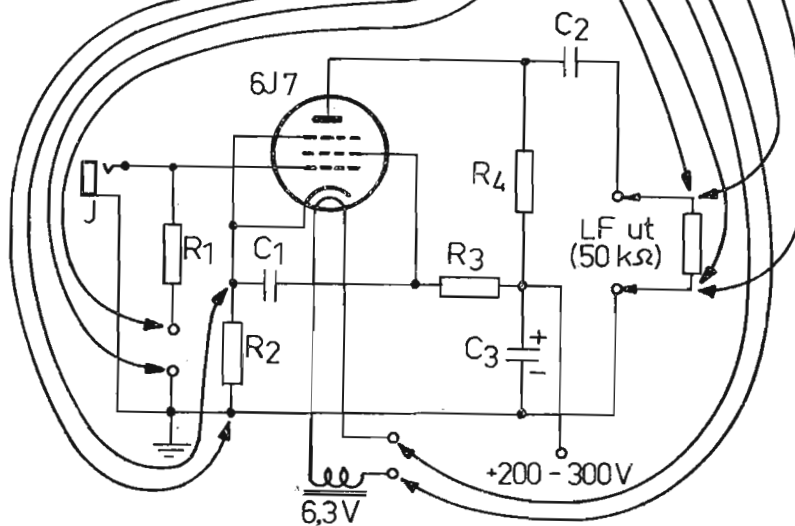 C2
6J7
R4
J
LF ut
(50 kΩ)
R1
C1
R3
R2
C3
+
−
+200-300V
6,3V